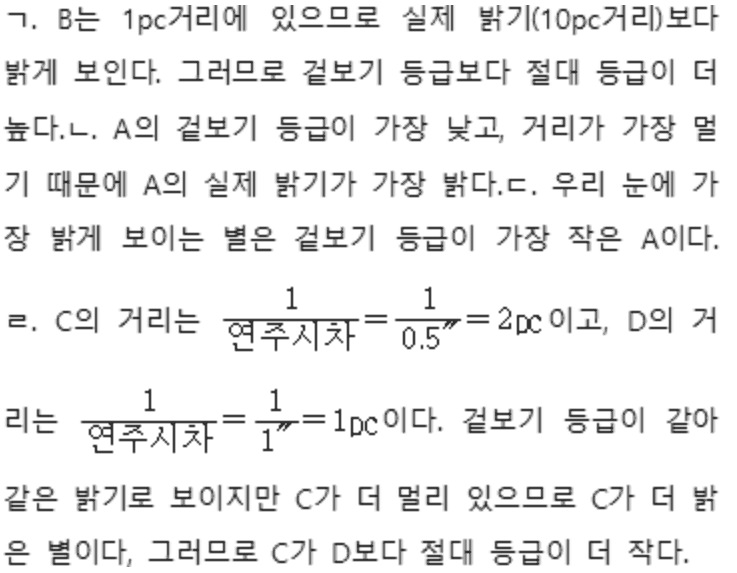 ㄱ. B는 1pc거리에 있으므로 실제 밝기(10pc거리)보다
밝게 보인다. 그러므로 겉보기 등급보다 절대 등급이 더
높다.ㄴ. A의 겉보기 등급이 가장 낮고, 거리가 가장 멀
기 때문에 A의 실제 밝기가 가장 밝다.ㄷ. 우리 눈에 가
장 밝게 보이는 별은 겉보기 등급이 가장 작은 A이다.
ㄹ. C의 거리는 1/연주시차 = 1/0.5″ = 2pc이고, D의 거
리는 1/연주시차 = 1/1″ = 1pc이다. 겉보기 등급이 같아
같은 밝기로 보이지만 C가 더 멀리 있으므로 C가 더 밝
은 별이다, 그러므로 C가 D보다 절대 등급이 더 작다.